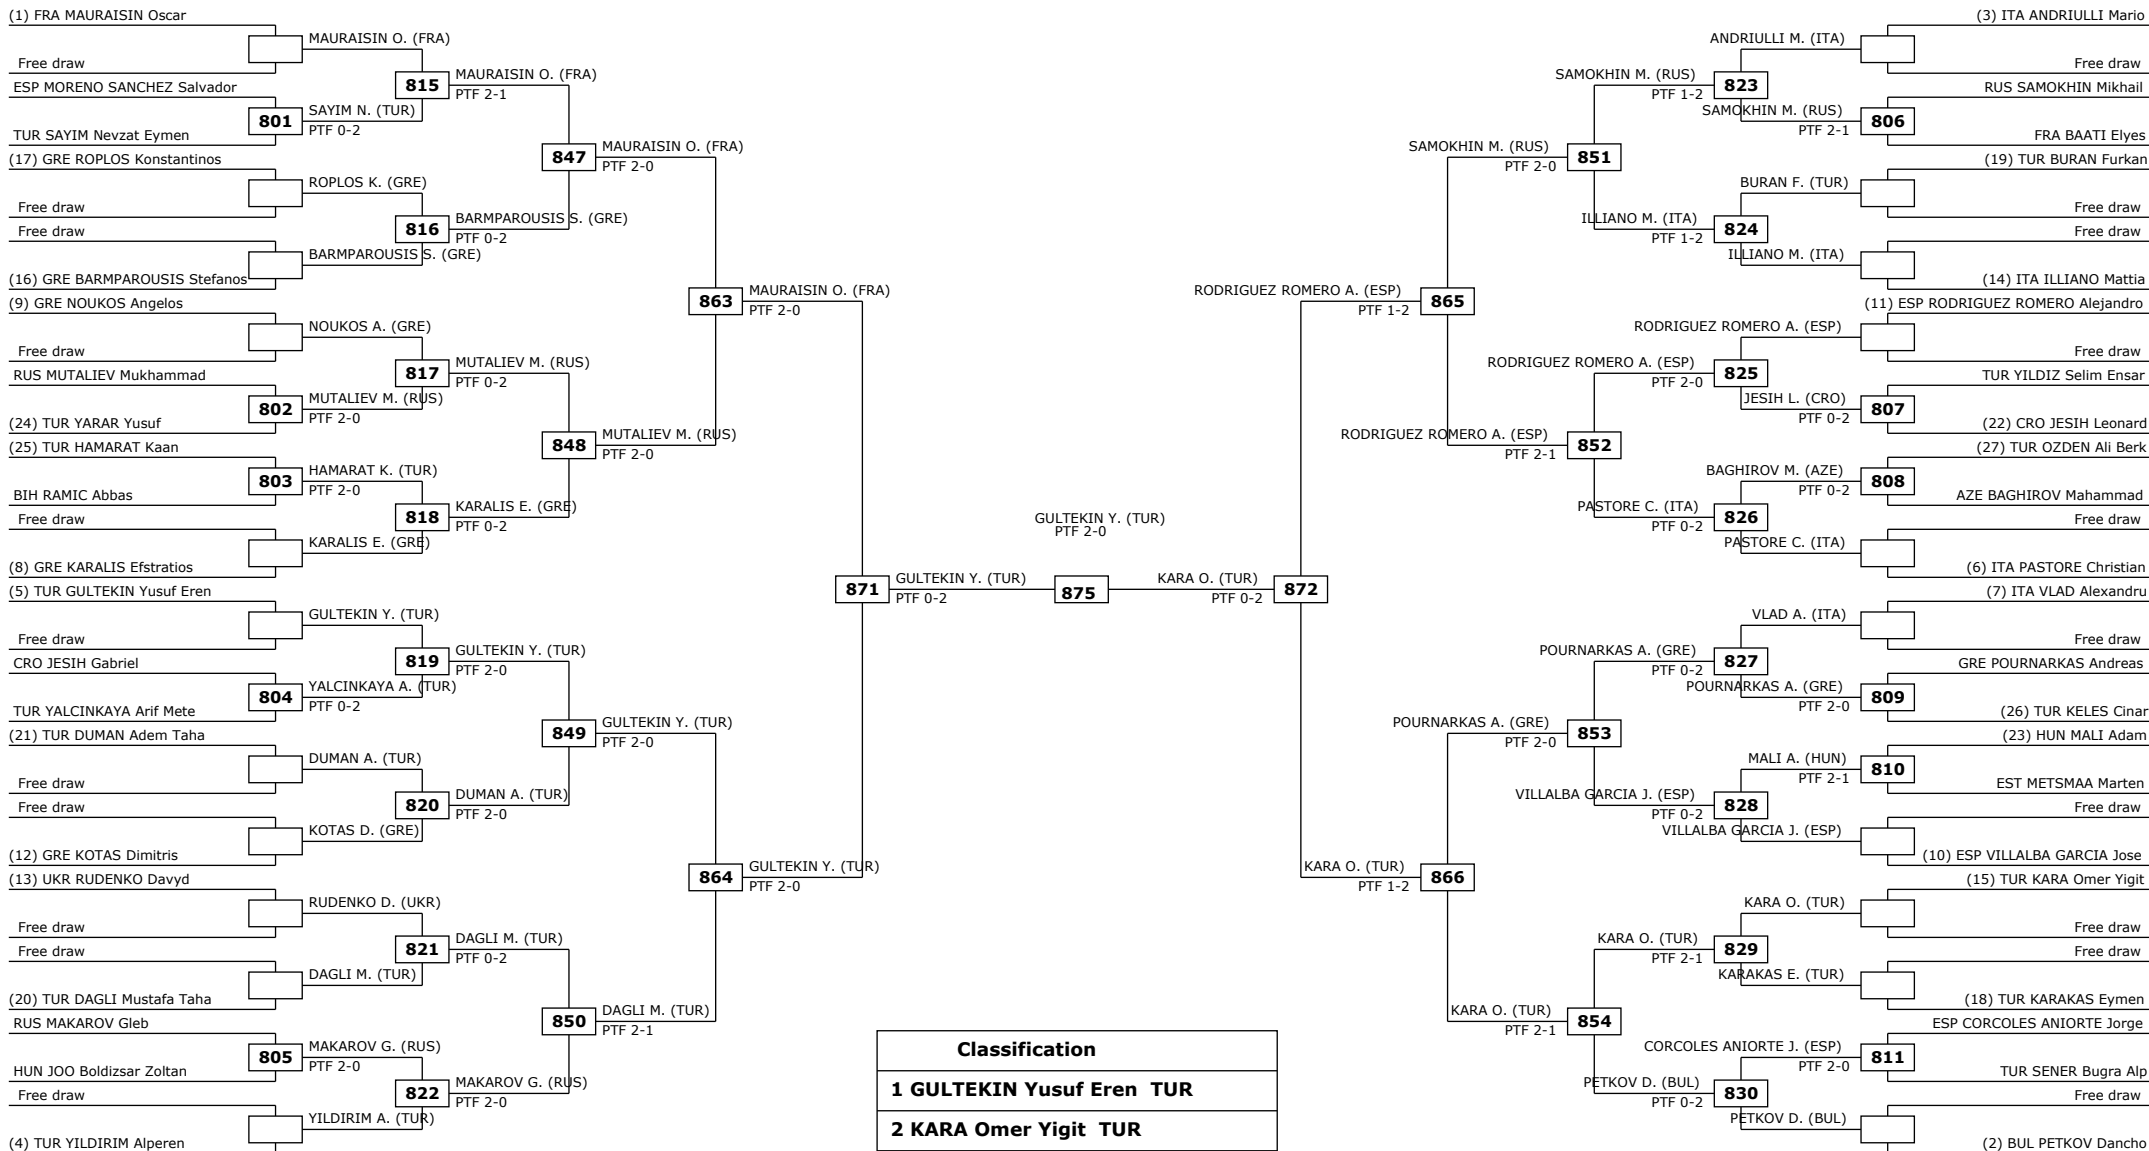 (1) FRA MAURAISIN Oscar
Free draw
ESP MORENO SANCHEZ Salvador
TUR SAYIM Nevzat Eymen
(17) GRE ROPLOS Konstantinos
Free draw
Free draw
(16) GRE BARMPAROUSIS Stefanos
(9) GRE NOUKOS Angelos
Free draw
RUS MUTALIEV Mukhammad
(24) TUR YARAR Yusuf
(25) TUR HAMARAT Kaan
BIH RAMIC Abbas
Free draw
(8) GRE KARALIS Efstratios
(5) TUR GULTEKIN Yusuf Eren
Free draw
CRO JESIH Gabriel
TUR YALCINKAYA Arif Mete
(21) TUR DUMAN Adem Taha
Free draw
Free draw
(12) GRE KOTAS Dimitris
(13) UKR RUDENKO Davyd
Free draw
Free draw
(20) TUR DAGLI Mustafa Taha
RUS MAKAROV Gleb
HUN JOO Boldizsar Zoltan
Free draw
(4) TUR YILDIRIM Alperen
MAURAISIN O. (FRA)
801
SAYIM N. (TUR)
PTF 0-2
ROPLOS K. (GRE)
BARMPAROUSIS S. (GRE)
NOUKOS A. (GRE)
802
MUTALIEV M. (RUS)
PTF 2-0
803
HAMARAT K. (TUR)
PTF 2-0
KARALIS E. (GRE)
GULTEKIN Y. (TUR)
804
YALCINKAYA A. (TUR)
PTF 0-2
DUMAN A. (TUR)
KOTAS D. (GRE)
RUDENKO D. (UKR)
DAGLI M. (TUR)
805
MAKAROV G. (RUS)
PTF 2-0
YILDIRIM A. (TUR)
815
MAURAISIN O. (FRA)
PTF 2-1
816
BARMPAROUSIS S. (GRE)
PTF 0-2
817
MUTALIEV M. (RUS)
PTF 0-2
818
KARALIS E. (GRE)
PTF 0-2
819
GULTEKIN Y. (TUR)
PTF 2-0
820
DUMAN A. (TUR)
PTF 2-0
821
DAGLI M. (TUR)
PTF 0-2
822
MAKAROV G. (RUS)
PTF 2-0
847
MAURAISIN O. (FRA)
PTF 2-0
848
MUTALIEV M. (RUS)
PTF 2-0
849
GULTEKIN Y. (TUR)
PTF 2-0
850
DAGLI M. (TUR)
PTF 2-1
863
MAURAISIN O. (FRA)
PTF 2-0
864
GULTEKIN Y. (TUR)
PTF 2-0
871
GULTEKIN Y. (TUR)
PTF 0-2
GULTEKIN Y. (TUR)
PTF 2-0
875
KARA O. (TUR)
PTF 0-2
872
RODRIGUEZ ROMERO A. (ESP)
PTF 1-2
865
KARA O. (TUR)
PTF 1-2
866
SAMOKHIN M. (RUS)
PTF 2-0
851
RODRIGUEZ ROMERO A. (ESP)
PTF 2-1
852
POURNARKAS A. (GRE)
PTF 2-0
853
KARA O. (TUR)
PTF 2-1
854
SAMOKHIN M. (RUS)
PTF 1-2
823
ILLIANO M. (ITA)
PTF 1-2
824
RODRIGUEZ ROMERO A. (ESP)
PTF 2-0
825
PASTORE C. (ITA)
PTF 0-2
826
POURNARKAS A. (GRE)
PTF 0-2
827
VILLALBA GARCIA J. (ESP)
PTF 0-2
828
KARA O. (TUR)
PTF 2-1
829
PETKOV D. (BUL)
PTF 0-2
830
ANDRIULLI M. (ITA)
SAMOKHIN M. (RUS)
PTF 2-1
806
BURAN F. (TUR)
ILLIANO M. (ITA)
RODRIGUEZ ROMERO A. (ESP)
JESIH L. (CRO)
PTF 0-2
807
BAGHIROV M. (AZE)
PTF 0-2
808
PASTORE C. (ITA)
VLAD A. (ITA)
POURNARKAS A. (GRE)
PTF 2-0
809
MALI A. (HUN)
PTF 2-1
810
VILLALBA GARCIA J. (ESP)
KARA O. (TUR)
KARAKAS E. (TUR)
CORCOLES ANIORTE J. (ESP)
PTF 2-0
811
PETKOV D. (BUL)
(3) ITA ANDRIULLI Mario
Free draw
RUS SAMOKHIN Mikhail
FRA BAATI Elyes
(19) TUR BURAN Furkan
Free draw
Free draw
(14) ITA ILLIANO Mattia
(11) ESP RODRIGUEZ ROMERO Alejandro
Free draw
TUR YILDIZ Selim Ensar
(22) CRO JESIH Leonard
(27) TUR OZDEN Ali Berk
AZE BAGHIROV Mahammad
Free draw
(6) ITA PASTORE Christian
(7) ITA VLAD Alexandru
Free draw
GRE POURNARKAS Andreas
(26) TUR KELES Cinar
(23) HUN MALI Adam
EST METSMAA Marten
Free draw
(10) ESP VILLALBA GARCIA Jose
(15) TUR KARA Omer Yigit
Free draw
Free draw
(18) TUR KARAKAS Eymen
ESP CORCOLES ANIORTE Jorge
TUR SENER Bugra Alp
Free draw
(2) BUL PETKOV Dancho
Classification
1 GULTEKIN Yusuf Eren TUR
2 KARA Omer Yigit TUR